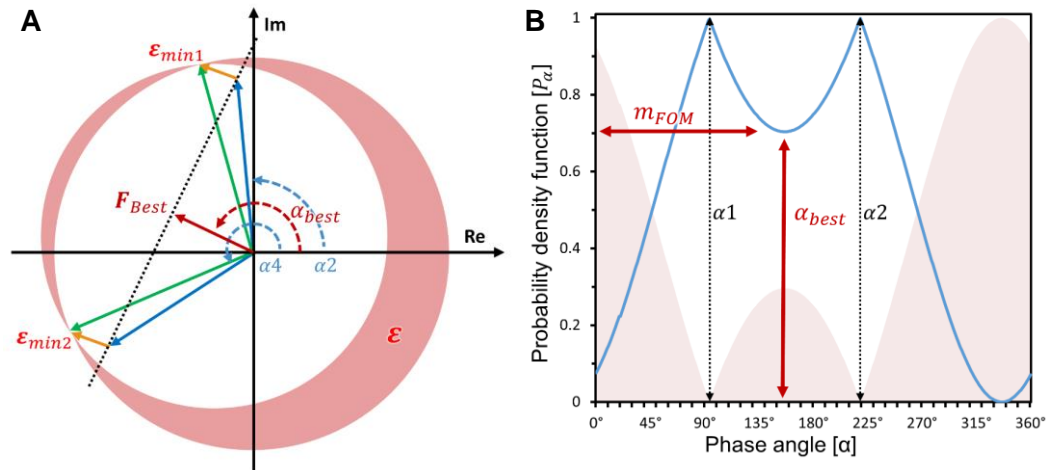 A
Im
ε_min1
F_Best
α_best
Re
α4
α2
ε_min2
ε
B
Probability density function [P_α]
1
0.8
0.6
0.4
0.2
0
m_FOM
α1
α_best
α2
0° 45° 90° 135° 180° 225° 270° 315° 360°
Phase angle [α]